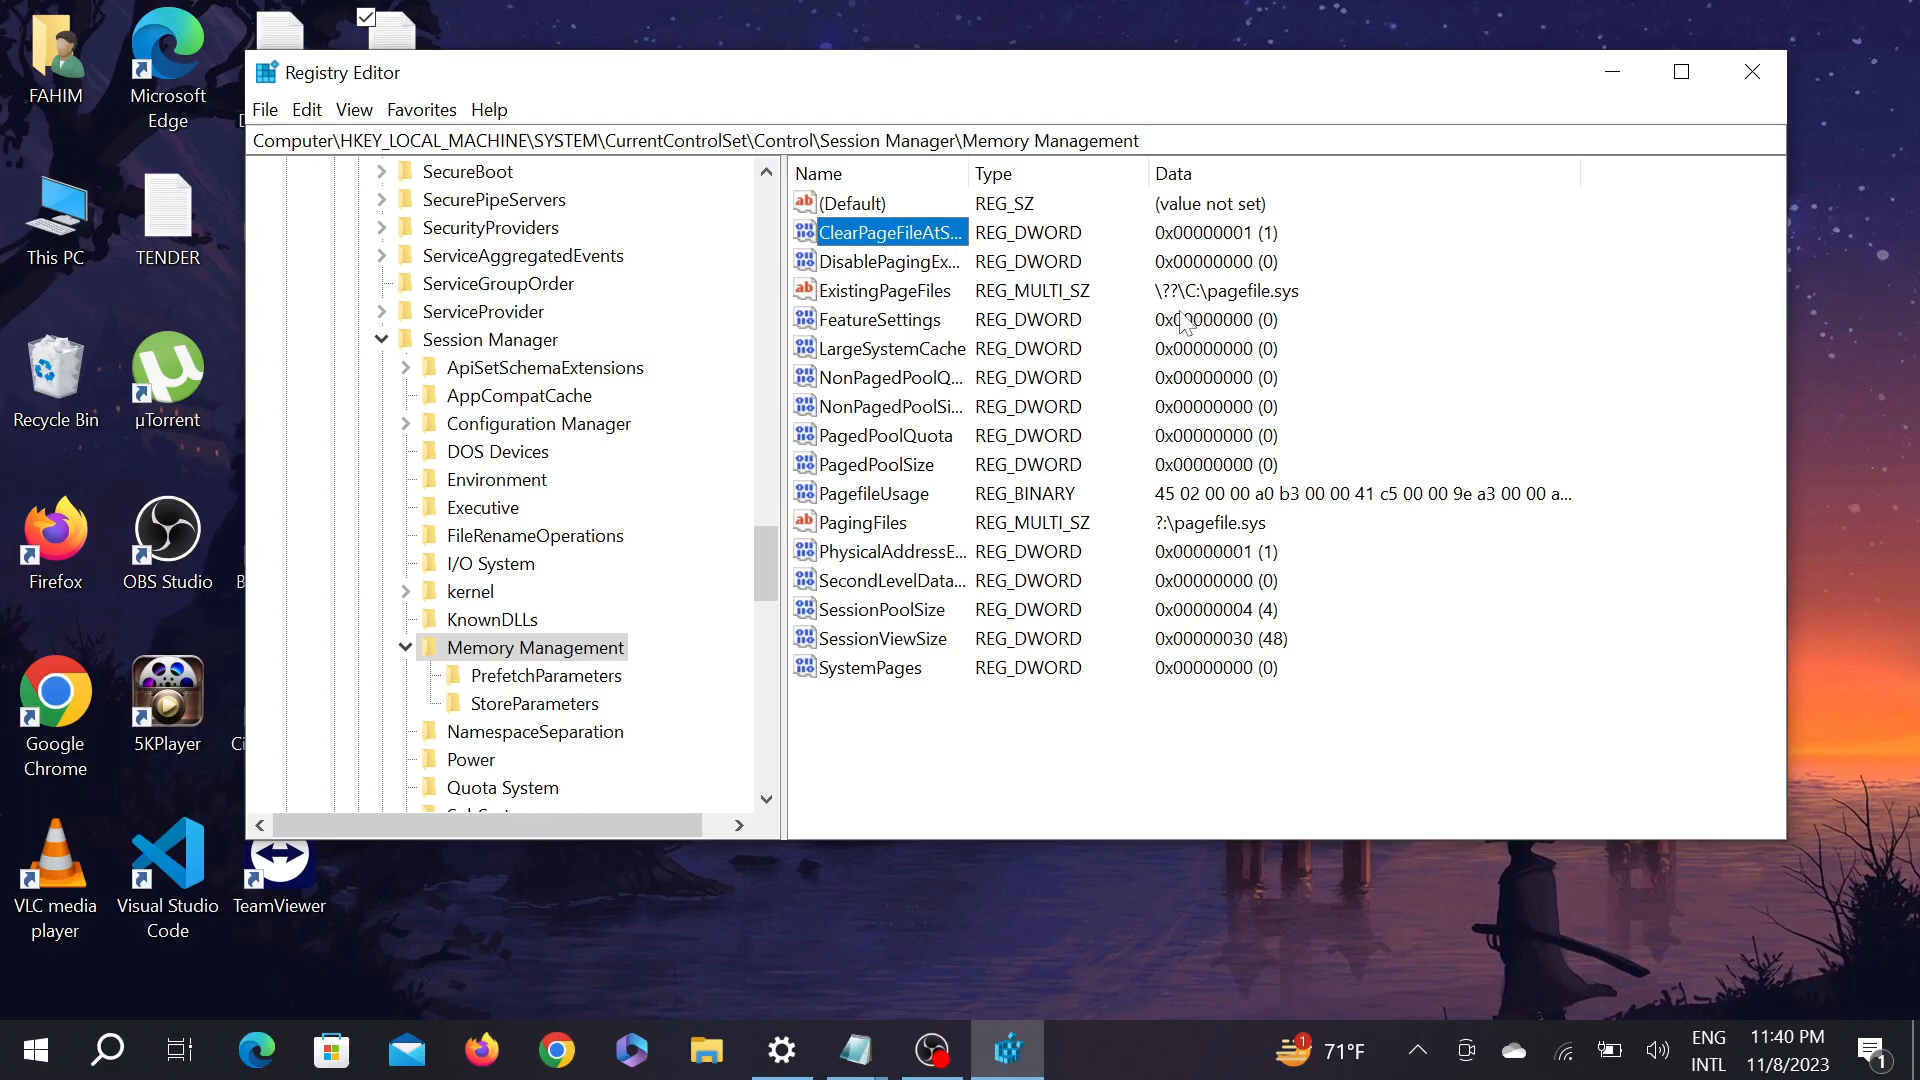 FAHIM
Microsoft
Edge
This PC
TENDER
Recycle Bin
µTorrent
Firefox
OBS Studio
Google
Chrome
5KPlayer
VLC media
player
Visual Studio
Code
TeamViewer
Registry Editor
File Edit View Favorites Help
Computer\HKEY_LOCAL_MACHINE\SYSTEM\CurrentControlSet\Control\Session Manager\Memory Management
SecureBoot
SecurePipeServers
SecurityProviders
ServiceAggregatedEvents
ServiceGroupOrder
ServiceProvider
Session Manager
ApiSetSchemaExtensions
AppCompatCache
Configuration Manager
DOS Devices
Environment
Executive
FileRenameOperations
I/O System
kernel
KnownDLLs
Memory Management
PrefetchParameters
StoreParameters
NamespaceSeparation
Power
Quota System
Name Type Data
(Default) REG_SZ (value not set)
ClearPageFileAtS... REG_DWORD 0x00000001 (1)
DisablePagingEx... REG_DWORD 0x00000000 (0)
ExistingPageFiles REG_MULTI_SZ \??\C:\pagefile.sys
FeatureSettings REG_DWORD 0x00000000 (0)
LargeSystemCache REG_DWORD 0x00000000 (0)
NonPagedPoolQ... REG_DWORD 0x00000000 (0)
NonPagedPoolSi... REG_DWORD 0x00000000 (0)
PagedPoolQuota REG_DWORD 0x00000000 (0)
PagedPoolSize REG_DWORD 0x00000000 (0)
PagefileUsage REG_BINARY 45 02 00 00 a0 b3 00 00 41 c5 00 00 9e a3 00 00 a...
PagingFiles REG_MULTI_SZ ?:\pagefile.sys
PhysicalAddressE... REG_DWORD 0x00000001 (1)
SecondLevelData... REG_DWORD 0x00000000 (0)
SessionPoolSize REG_DWORD 0x00000004 (4)
SessionViewSize REG_DWORD 0x00000030 (48)
SystemPages REG_DWORD 0x00000000 (0)
1
71°F
ENG
INTL
11:40 PM
11/8/2023
1